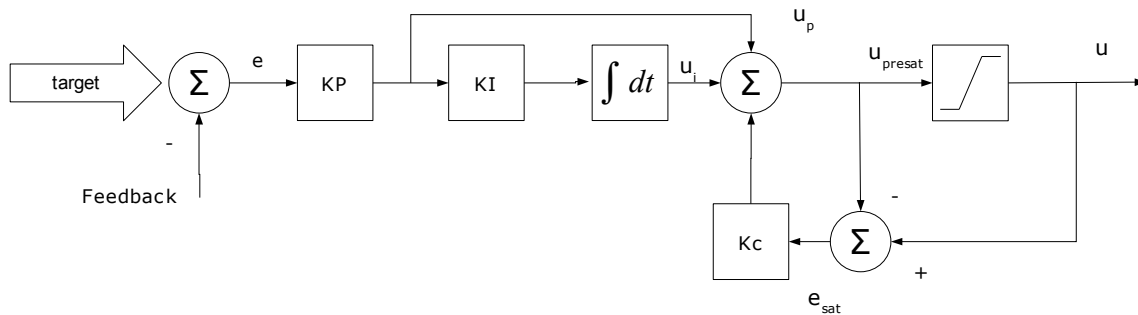 target
Σ
e
KP
KI
∫ dt
u_i
Σ
u_p
u_presat
u
-
Feedback
Kc
Σ
-
+
e_sat